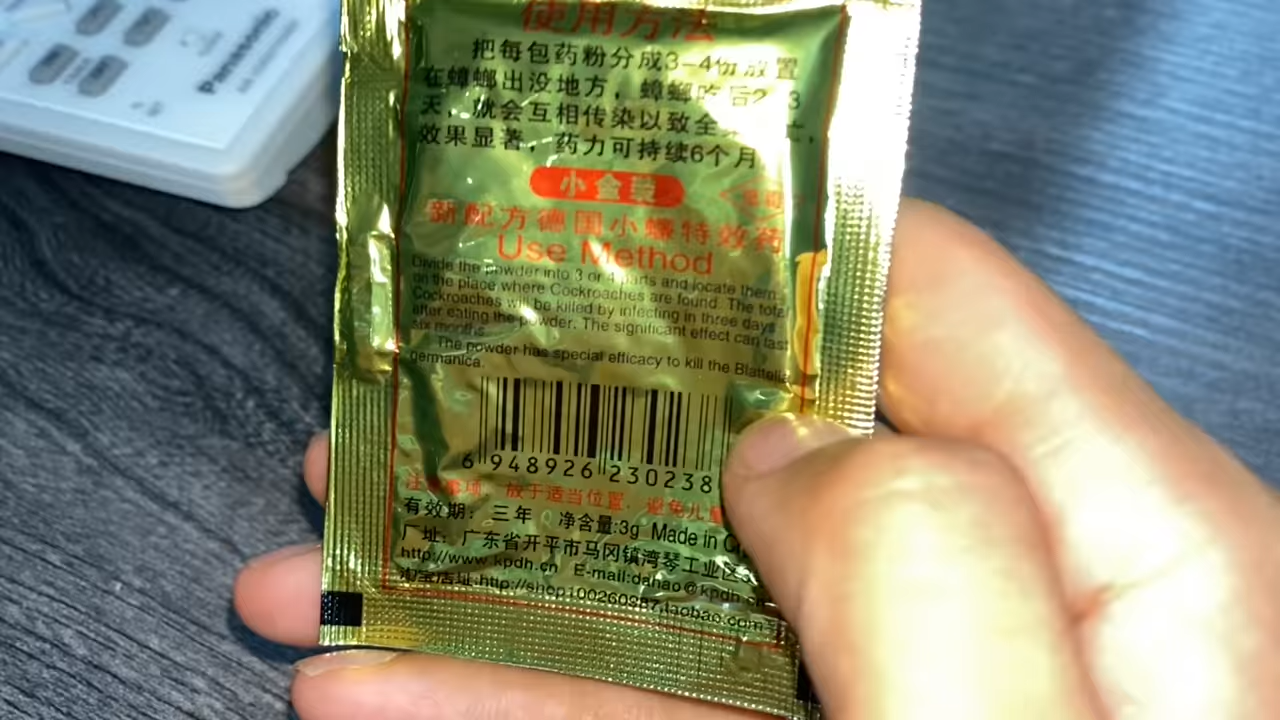 Panasonic
使用方法
把每包药粉分成3-4份放置
在蟑螂出没地方，蟑螂吃后2-3
天，就会互相传染以致全
效果显著，药力可持续6个月
小金装
新配方德国小蠊特效药
Use Method
Divide the powder into 3 or 4 parts and locate them
on the place where Cockroaches are found. The total
Cockroaches will be killed by infecting in three days
after eating the powder. The significant effect can last
six months.
The powder has special efficacy to kill the Blattella
germanica.
6 948926 230238
注意事项：放于适当位置，避免儿童
有效期：三年 净含量:3g Made in
厂址：广东省开平市马冈镇湾琴工业区
http://www.kpdh.cn E-mail:dahao@kpdh.cn
淘宝店址:http://shop100260987.taobao.com